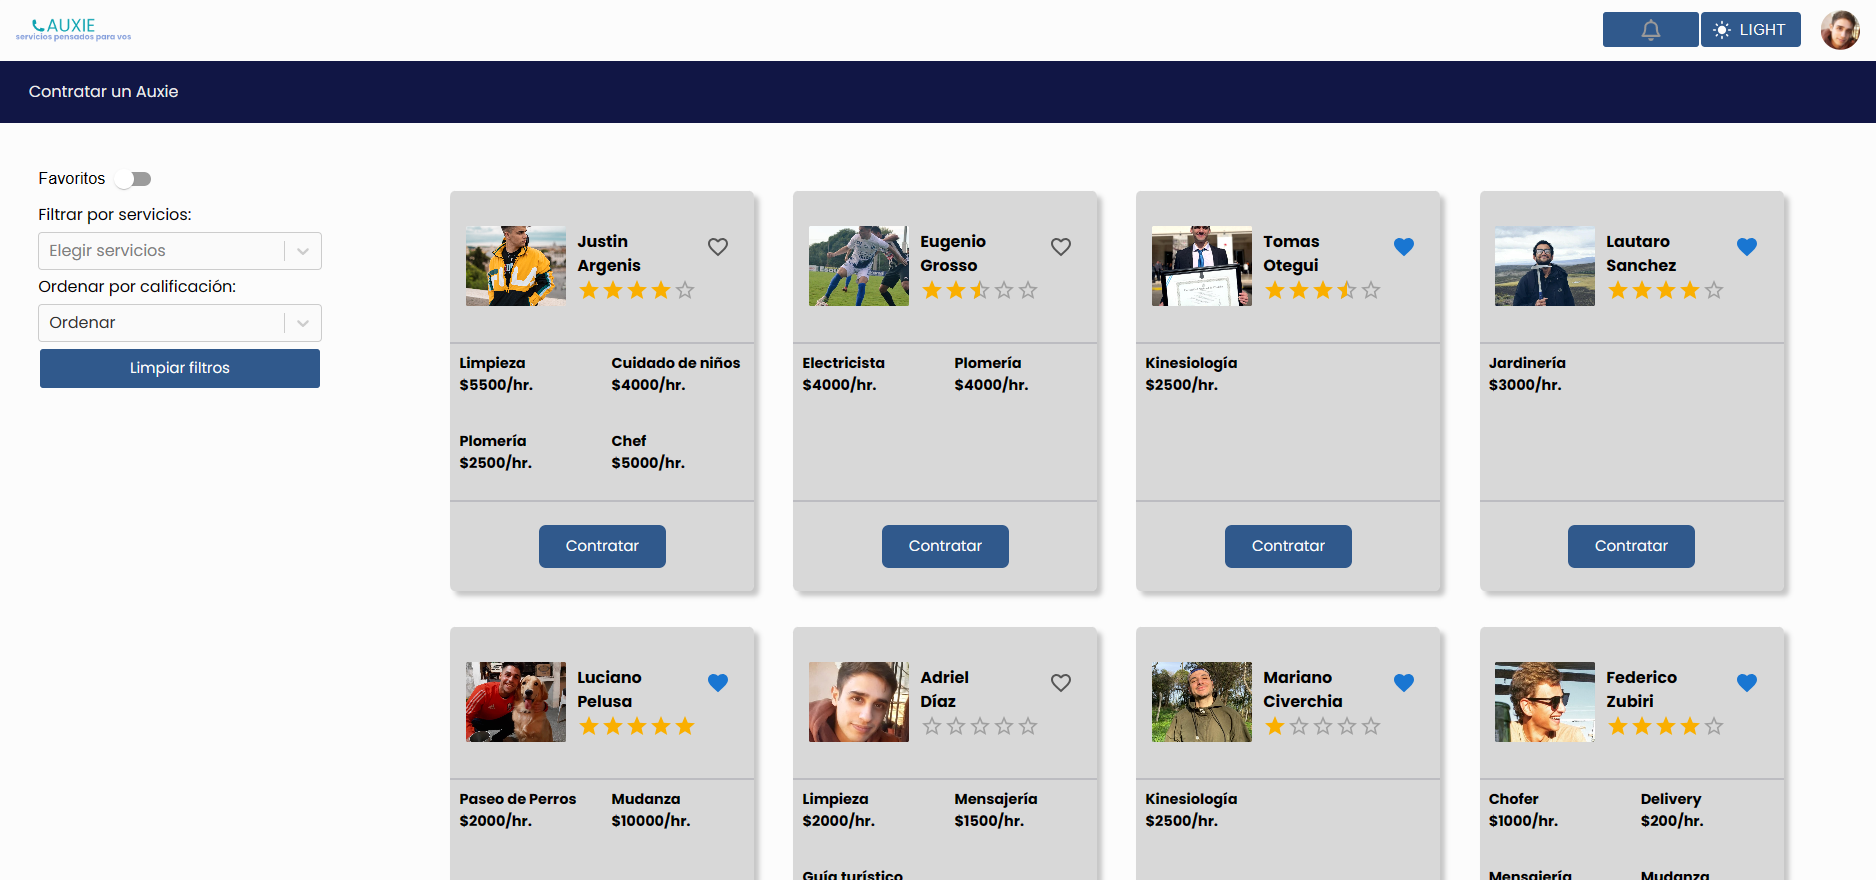 AUXIE
servicios pensados para vos
LIGHT
Contratar un Auxie
Favoritos
Filtrar por servicios:
Elegir servicios
Ordenar por calificación:
Ordenar
Limpiar filtros
Justin
Argenis
Limpieza
$5500/hr.
Cuidado de niños
$4000/hr.
Plomería
$2500/hr.
Chef
$5000/hr.
Contratar
Eugenio
Grosso
Electricista
$4000/hr.
Plomería
$4000/hr.
Contratar
Tomas
Otegui
Kinesiología
$2500/hr.
Contratar
Lautaro
Sanchez
Jardinería
$3000/hr.
Contratar
Luciano
Pelusa
Paseo de Perros
$2000/hr.
Mudanza
$10000/hr.
Adriel
Díaz
Limpieza
$2000/hr.
Mensajería
$1500/hr.
Guía turístico
Mariano
Civerchia
Kinesiología
$2500/hr.
Federico
Zubiri
Chofer
$1000/hr.
Delivery
$200/hr.
Mensajería
Mudanza